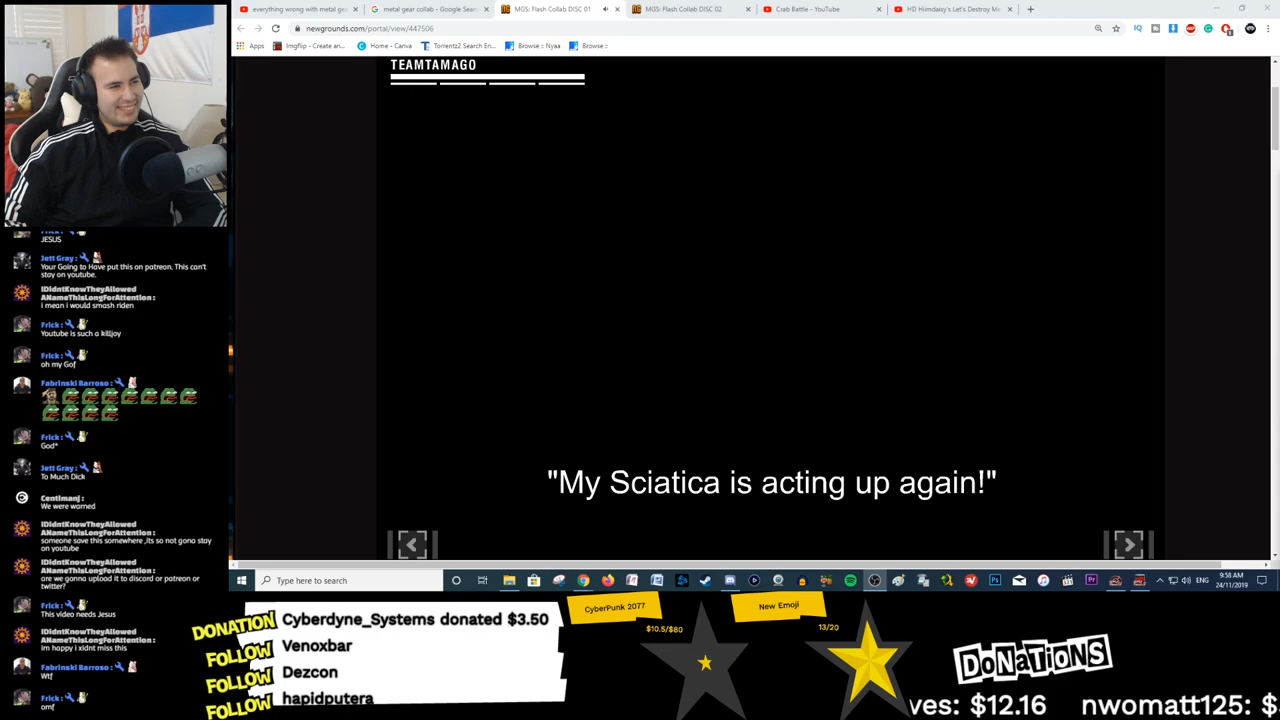 everything wrong with metal gea
metal gear collab - Google Sear
MGS: Flash Collab DISC 01
MGS: Flash Collab DISC 02
Crab Battle - YouTube
HD Hiimdaisy's Let's Destroy Me
newgrounds.com/portal/view/447506
Apps
Imgflip - Create an...
Home - Canva
Torrentz2 Search En...
Browse :: Nyaa
Browse ::
TEAMTAMAGO
JESUS
Jett Gray :
Your Going to Have put this on patreon. This can't
stay on youtube.
IDidntKnowTheyAllowed
ANameThisLongForAttention :
i mean i would smash riden
Frick :
Youtube is such a killjoy
Frick :
oh my Gof
Fabrinski Barroso :
Frick :
God*
Jett Gray :
To Much Dick
Centimanj :
We were warned
IDidntKnowTheyAllowed
ANameThisLongForAttention :
someone save this somewhere ,its so not gona stay
on youtube
IDidntKnowTheyAllowed
ANameThisLongForAttention :
are we gonna upload it to discord or patreon or
twitter?
Frick :
This video needs Jesus
IDidntKnowTheyAllowed
ANameThisLongForAttention :
im happy i xidnt miss this
Fabrinski Barroso :
Wtf
Frick :
omf
"My Sciatica is acting up again!"
Type here to search
ENG
9:58 AM
24/11/2019
DONATION Cyberdyne_Systems donated $3.50
FOLLOW Venoxbar
FOLLOW Dezcon
FOLLOW hapidputera
CyberPunk 2077
$10.5/$80
New Emoji
13/20
DONATIONS
ves: $12.16 nwomatt125: $